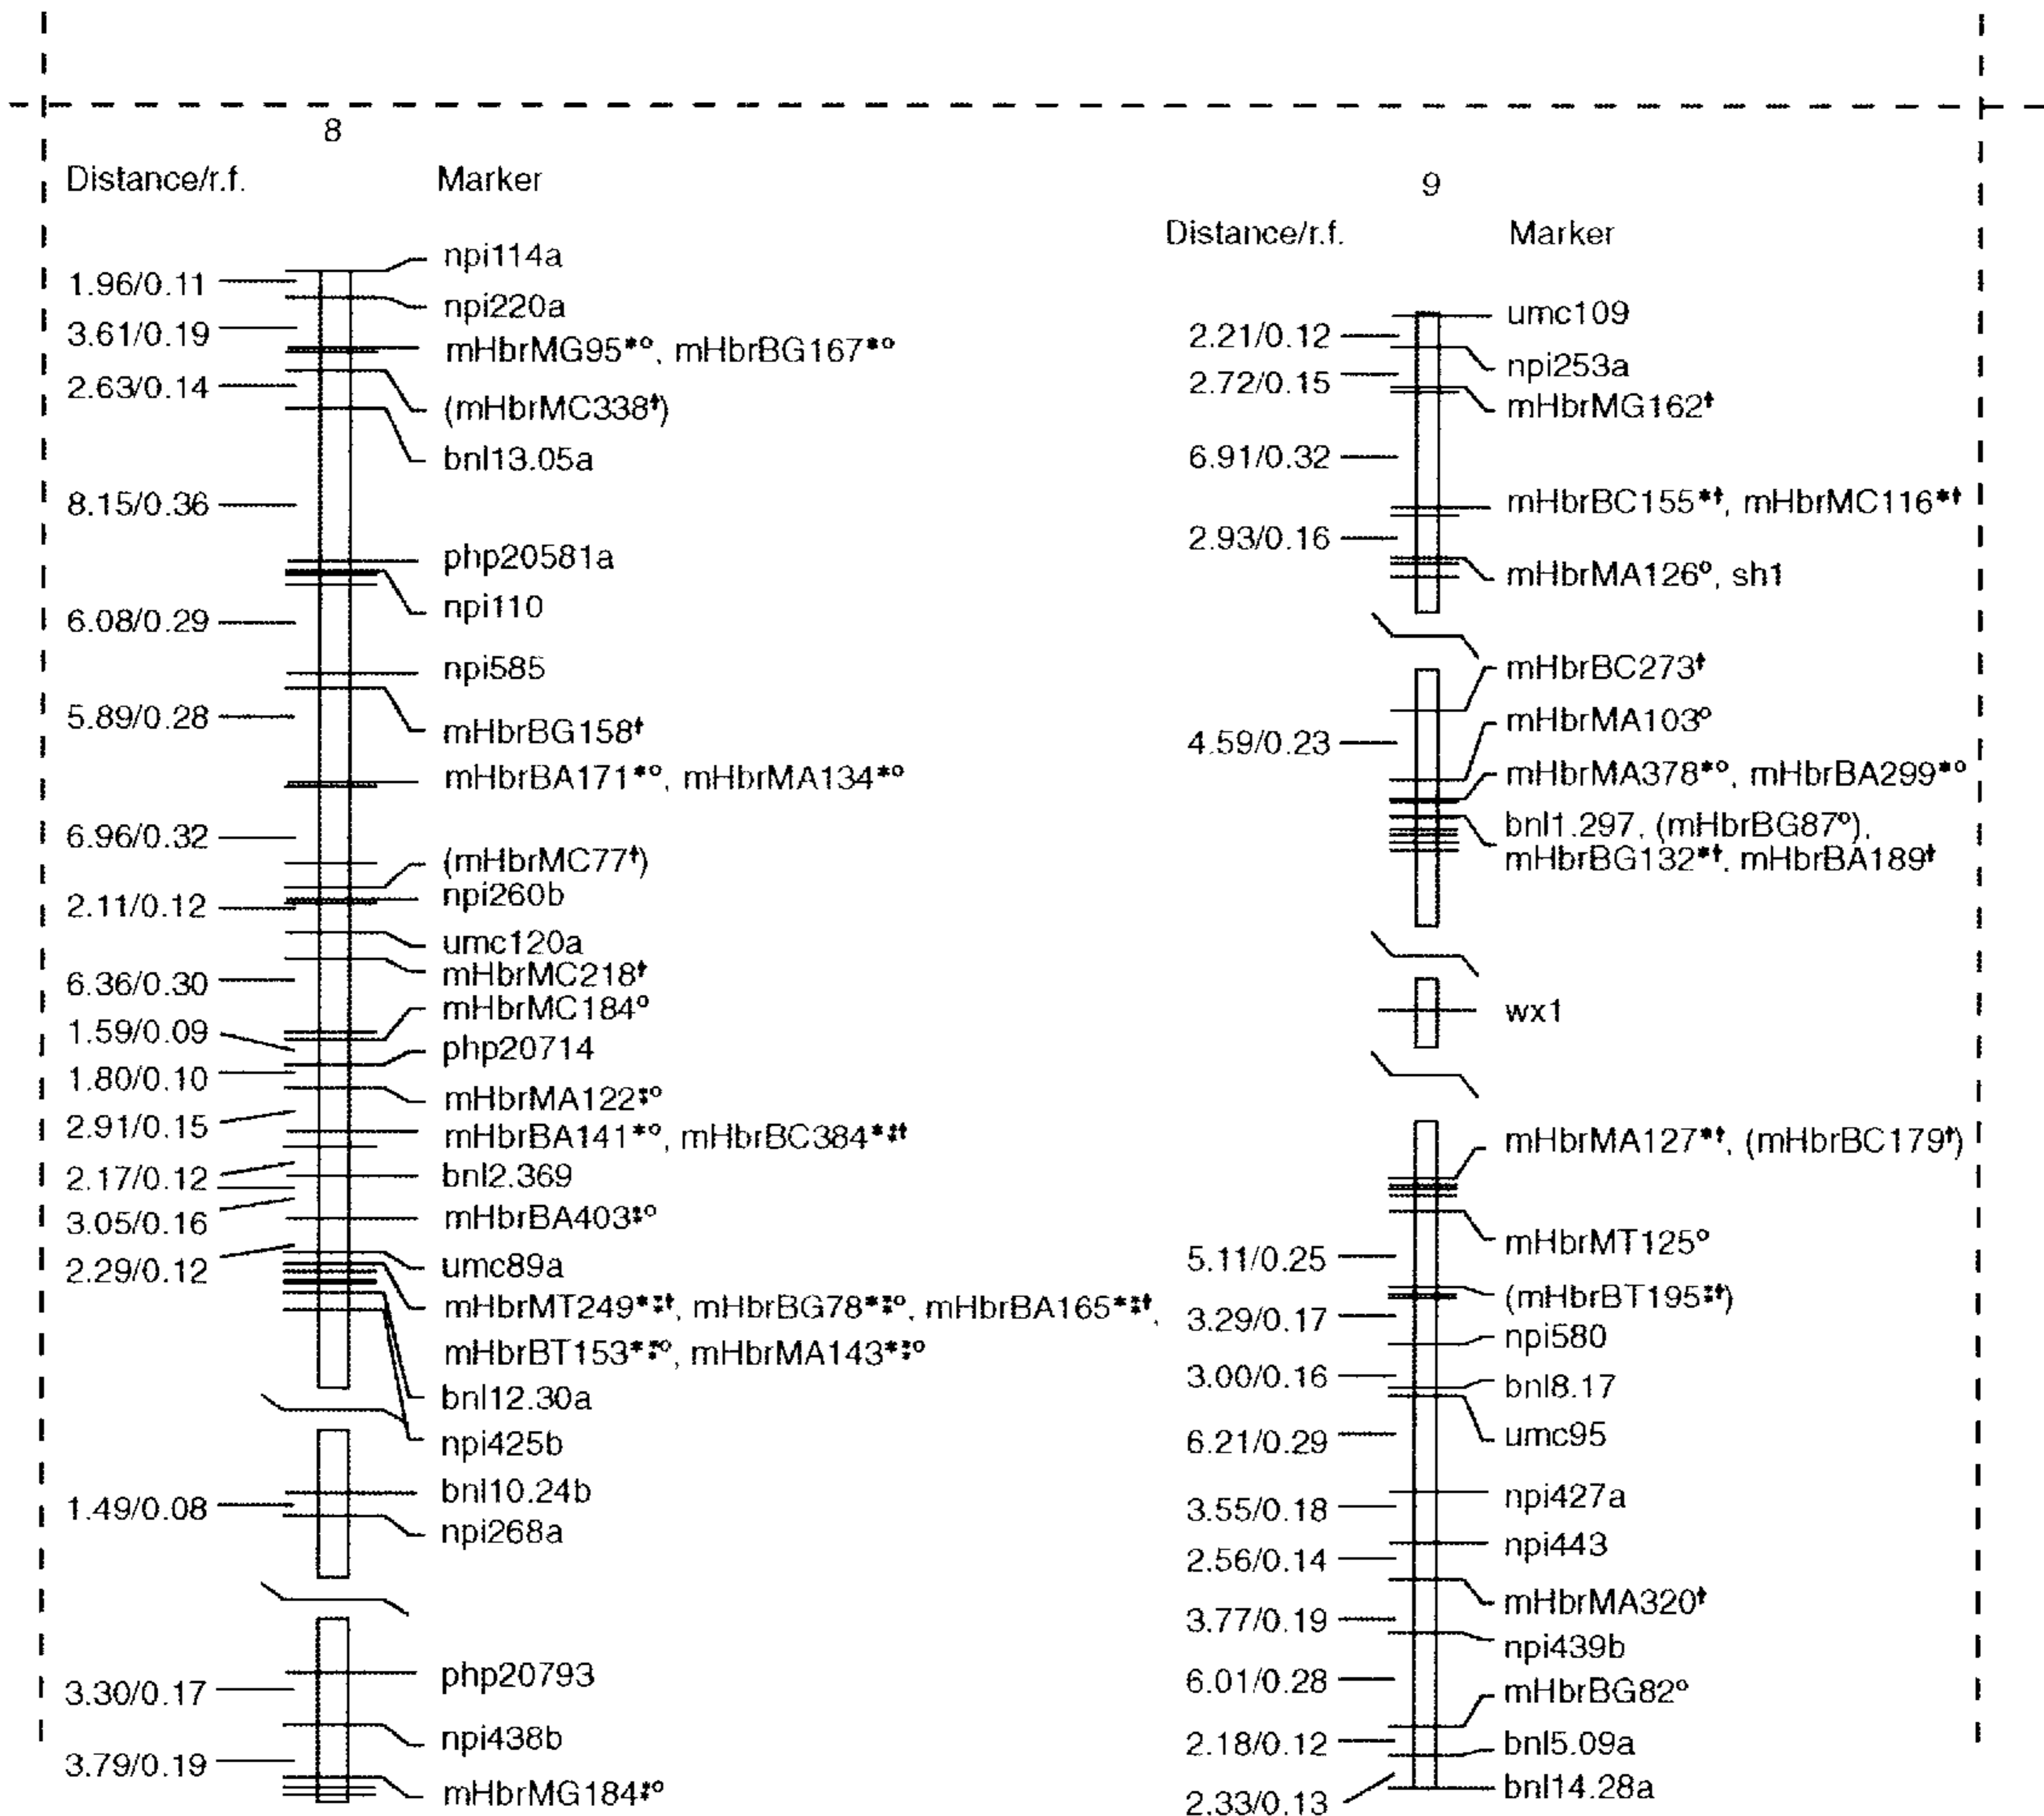 8
Distance/r.f. Marker
npi114a
1.96/0.11
npi220a
3.61/0.19
mHbrMG95*°, mHbrBG167*°
2.63/0.14
(mHbrMC338†)
bnl13.05a
8.15/0.36
php20581a
npi110
6.08/0.29
npi585
5.89/0.28
mHbrBG158†
mHbrBA171*°, mHbrMA134*°
6.96/0.32
(mHbrMC77†)
npi260b
2.11/0.12
umc120a
mHbrMC218†
6.36/0.30
mHbrMC184°
1.59/0.09
php20714
1.80/0.10
mHbrMA122‡°
2.91/0.15
mHbrBA141*°, mHbrBC384*‡†
2.17/0.12
bnl2.369
3.05/0.16
mHbrBA403‡°
2.29/0.12
umc89a
mHbrMT249*‡†, mHbrBG78*‡°, mHbrBA165*‡†,
mHbrBT153*‡°, mHbrMA143*‡°
bnl12.30a
npi425b
bnl10.24b
1.49/0.08
npi268a
php20793
3.30/0.17
npi438b
3.79/0.19
mHbrMG184‡°
9
Distance/r.f. Marker
umc109
2.21/0.12
npi253a
2.72/0.15
mHbrMG162†
6.91/0.32
mHbrBC155*†, mHbrMC116*†
2.93/0.16
mHbrMA126°, sh1
mHbrBC273†
mHbrMA103°
4.59/0.23
mHbrMA378*°, mHbrBA299*°
bnl1.297, (mHbrBG87°),
mHbrBG132*†, mHbrBA189†
wx1
mHbrMA127*†, (mHbrBC179†)
mHbrMT125°
5.11/0.25
(mHbrBT195‡†)
3.29/0.17
npi580
3.00/0.16
bnl8.17
umc95
6.21/0.29
npi427a
3.55/0.18
npi443
2.56/0.14
mHbrMA320†
3.77/0.19
npi439b
6.01/0.28
mHbrBG82°
2.18/0.12
bnl5.09a
bnl14.28a
2.33/0.13